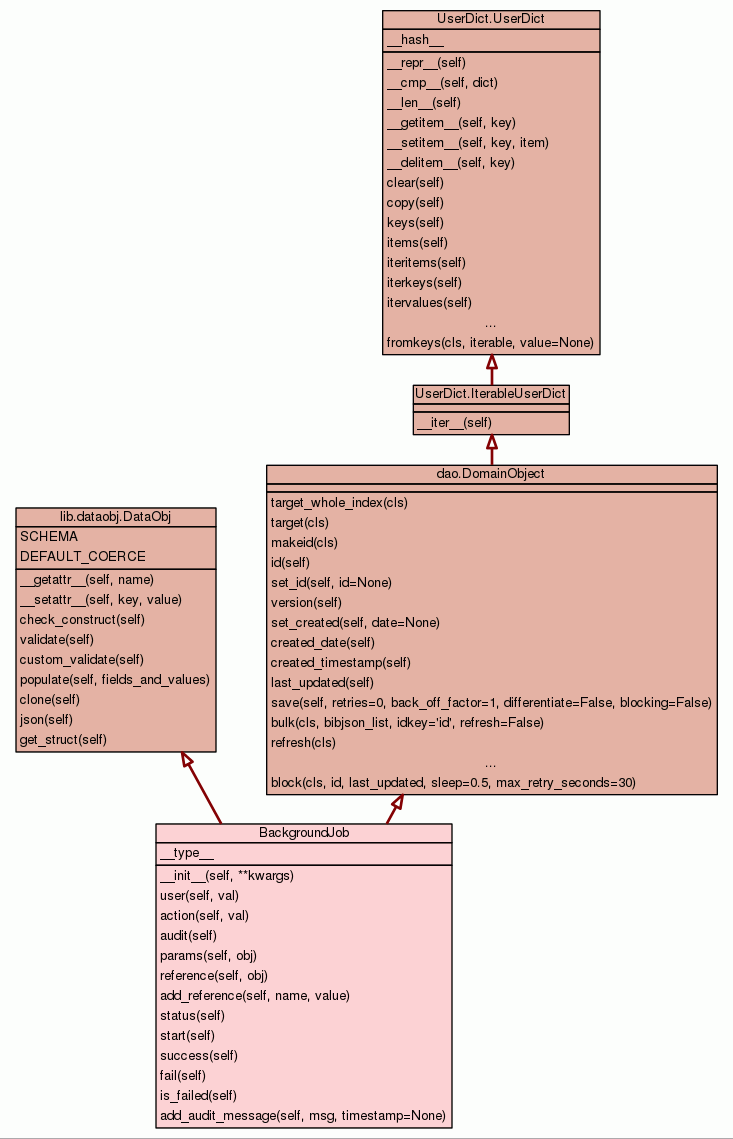 UserDict.UserDict
__hash__
__repr__(self)
__cmp__(self, dict)
__len__(self)
__getitem__(self, key)
__setitem__(self, key, item)
__delitem__(self, key)
clear(self)
copy(self)
keys(self)
items(self)
iteritems(self)
iterkeys(self)
itervalues(self)
...
fromkeys(cls, iterable, value=None)
UserDict.IterableUserDict
__iter__(self)
dao.DomainObject
target_whole_index(cls)
target(cls)
makeid(cls)
id(self)
set_id(self, id=None)
version(self)
set_created(self, date=None)
created_date(self)
created_timestamp(self)
last_updated(self)
save(self, retries=0, back_off_factor=1, differentiate=False, blocking=False)
bulk(cls, bibjson_list, idkey='id', refresh=False)
refresh(cls)
...
block(cls, id, last_updated, sleep=0.5, max_retry_seconds=30)
lib.dataobj.DataObj
SCHEMA
DEFAULT_COERCE
__getattr__(self, name)
__setattr__(self, key, value)
check_construct(self)
validate(self)
custom_validate(self)
populate(self, fields_and_values)
clone(self)
json(self)
get_struct(self)
BackgroundJob
__type__
__init__(self, **kwargs)
user(self, val)
action(self, val)
audit(self)
params(self, obj)
reference(self, obj)
add_reference(self, name, value)
status(self)
start(self)
success(self)
fail(self)
is_failed(self)
add_audit_message(self, msg, timestamp=None)